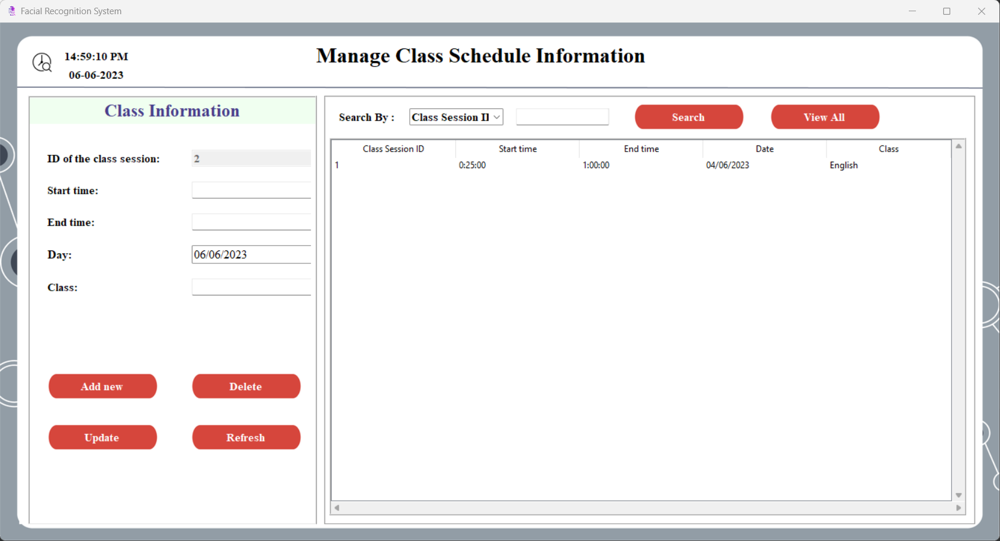 Facial Recognition System
14:59:10 PM
06-06-2023
Manage Class Schedule Information
Class Information
ID of the class session: 2
Start time:
End time:
Day: 06/06/2023
Class:
Add new Delete
Update Refresh
Search By : Class Session II Search View All
Class Session ID Start time End time Date Class
1 0:25:00 1:00:00 04/06/2023 English